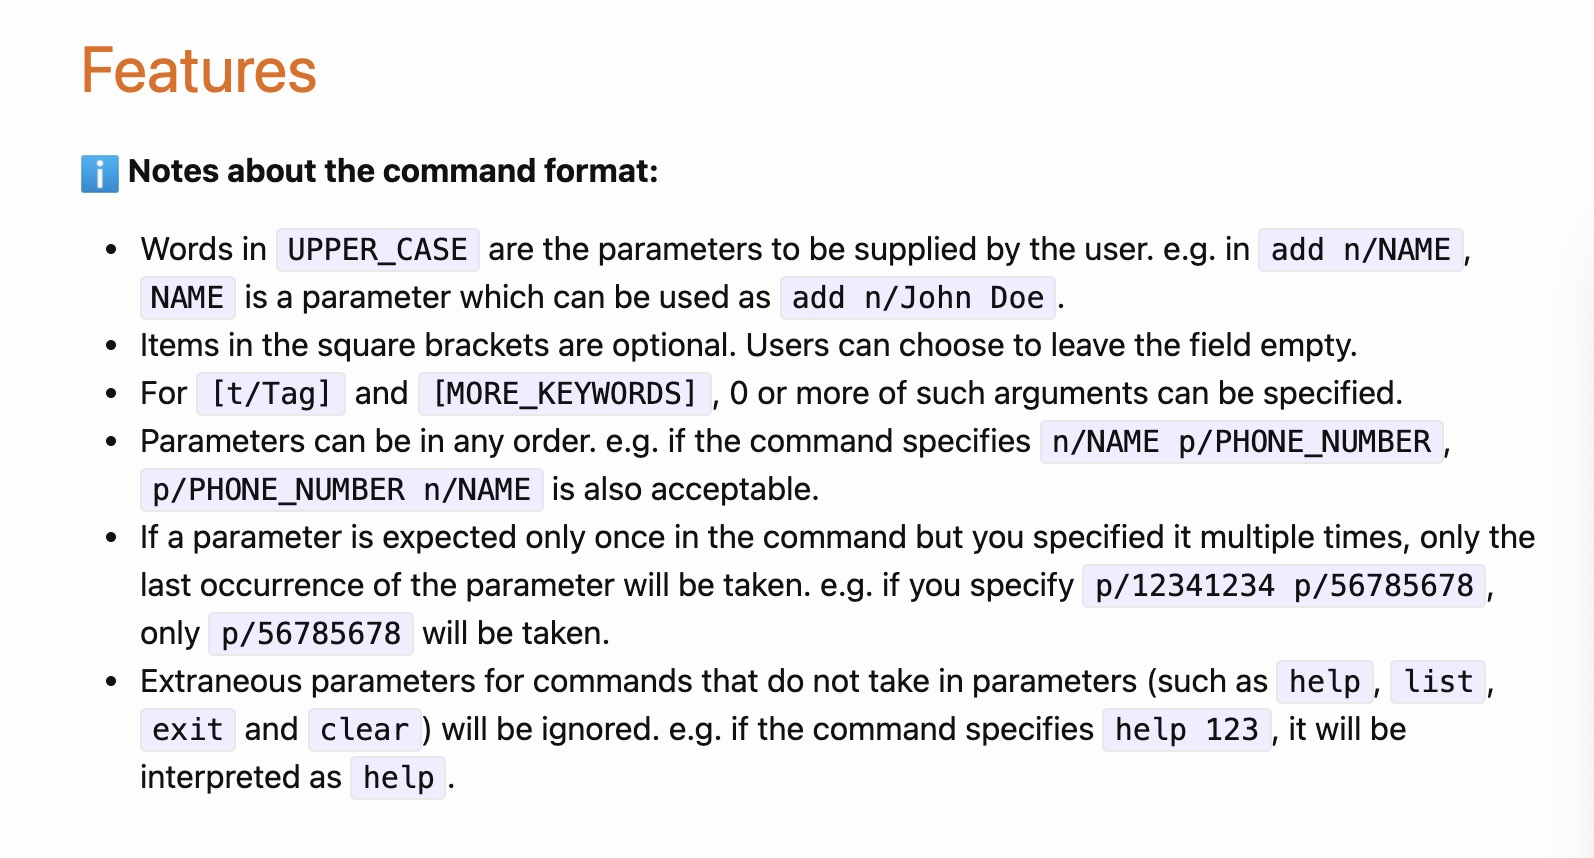 Features
ℹ Notes about the command format:
• Words in UPPER_CASE are the parameters to be supplied by the user. e.g. in add n/NAME,
NAME is a parameter which can be used as add n/John Doe.
• Items in the square brackets are optional. Users can choose to leave the field empty.
• For [t/Tag] and [MORE_KEYWORDS], 0 or more of such arguments can be specified.
• Parameters can be in any order. e.g. if the command specifies n/NAME p/PHONE_NUMBER,
p/PHONE_NUMBER n/NAME is also acceptable.
• If a parameter is expected only once in the command but you specified it multiple times, only the
last occurrence of the parameter will be taken. e.g. if you specify p/12341234 p/56785678,
only p/56785678 will be taken.
• Extraneous parameters for commands that do not take in parameters (such as help, list,
exit and clear) will be ignored. e.g. if the command specifies help 123, it will be
interpreted as help.